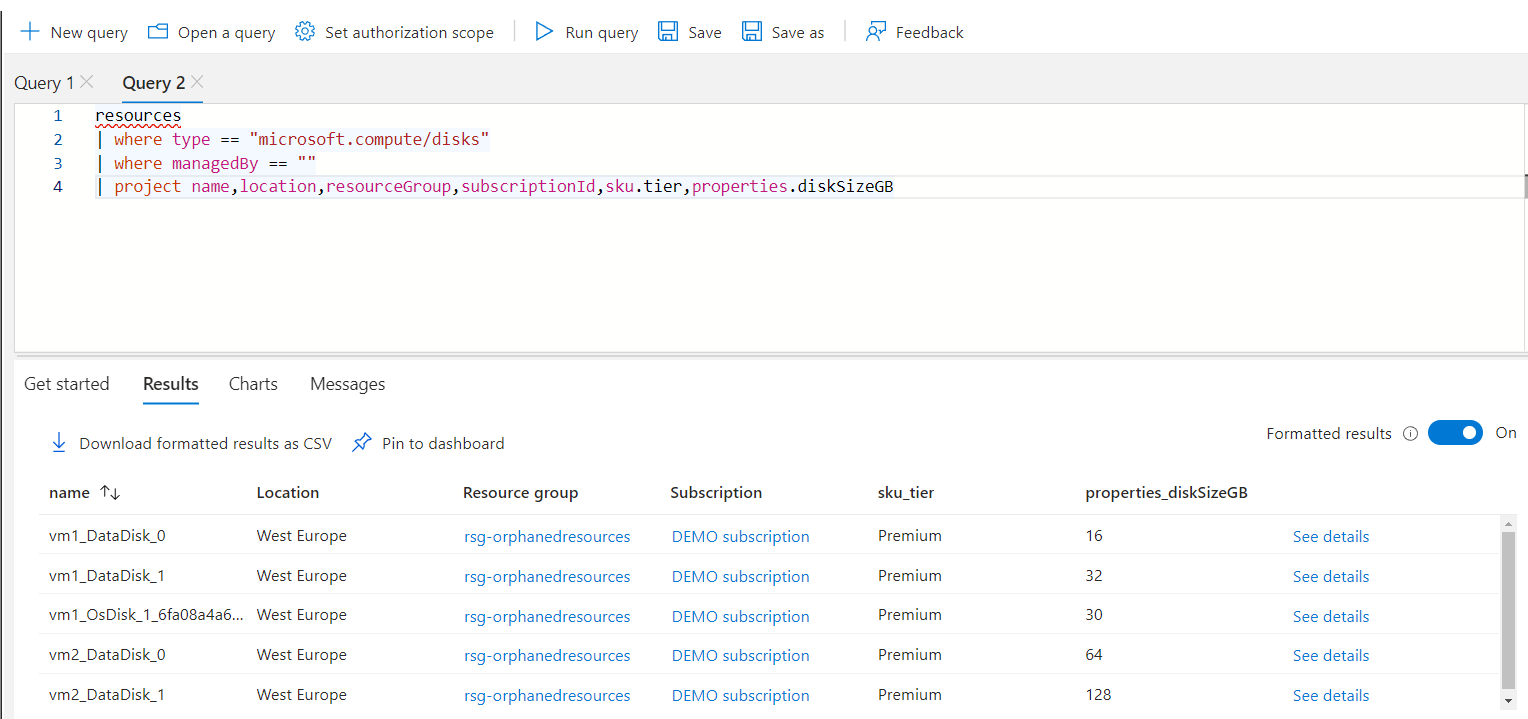 New query Open a query Set authorization scope Run query Save Save as Feedback
Query 1 Query 2
1 resources
2 | where type == "microsoft.compute/disks"
3 | where managedBy == ""
4 | project name,location,resourceGroup,subscriptionId,sku.tier,properties.diskSizeGB
Get started Results Charts Messages
Download formatted results as CSV Pin to dashboard Formatted results On
name Location Resource group Subscription sku_tier properties_diskSizeGB
vm1_DataDisk_0 West Europe rsg-orphanedresources DEMO subscription Premium 16 See details
vm1_DataDisk_1 West Europe rsg-orphanedresources DEMO subscription Premium 32 See details
vm1_OsDisk_1_6fa08a4a6... West Europe rsg-orphanedresources DEMO subscription Premium 30 See details
vm2_DataDisk_0 West Europe rsg-orphanedresources DEMO subscription Premium 64 See details
vm2_DataDisk_1 West Europe rsg-orphanedresources DEMO subscription Premium 128 See details